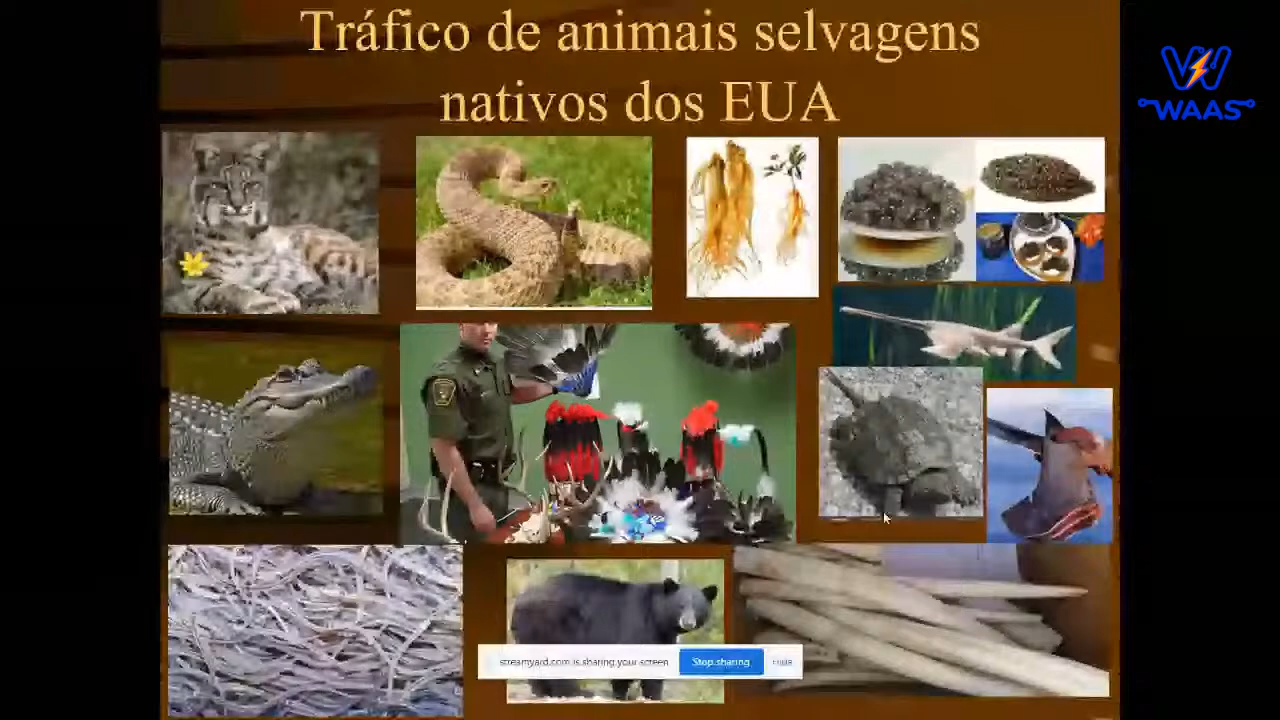 Tráfico de animais selvagens
nativos dos EUA
WAAS
streamyard.com is sharing your screen
Stop sharing
Hide